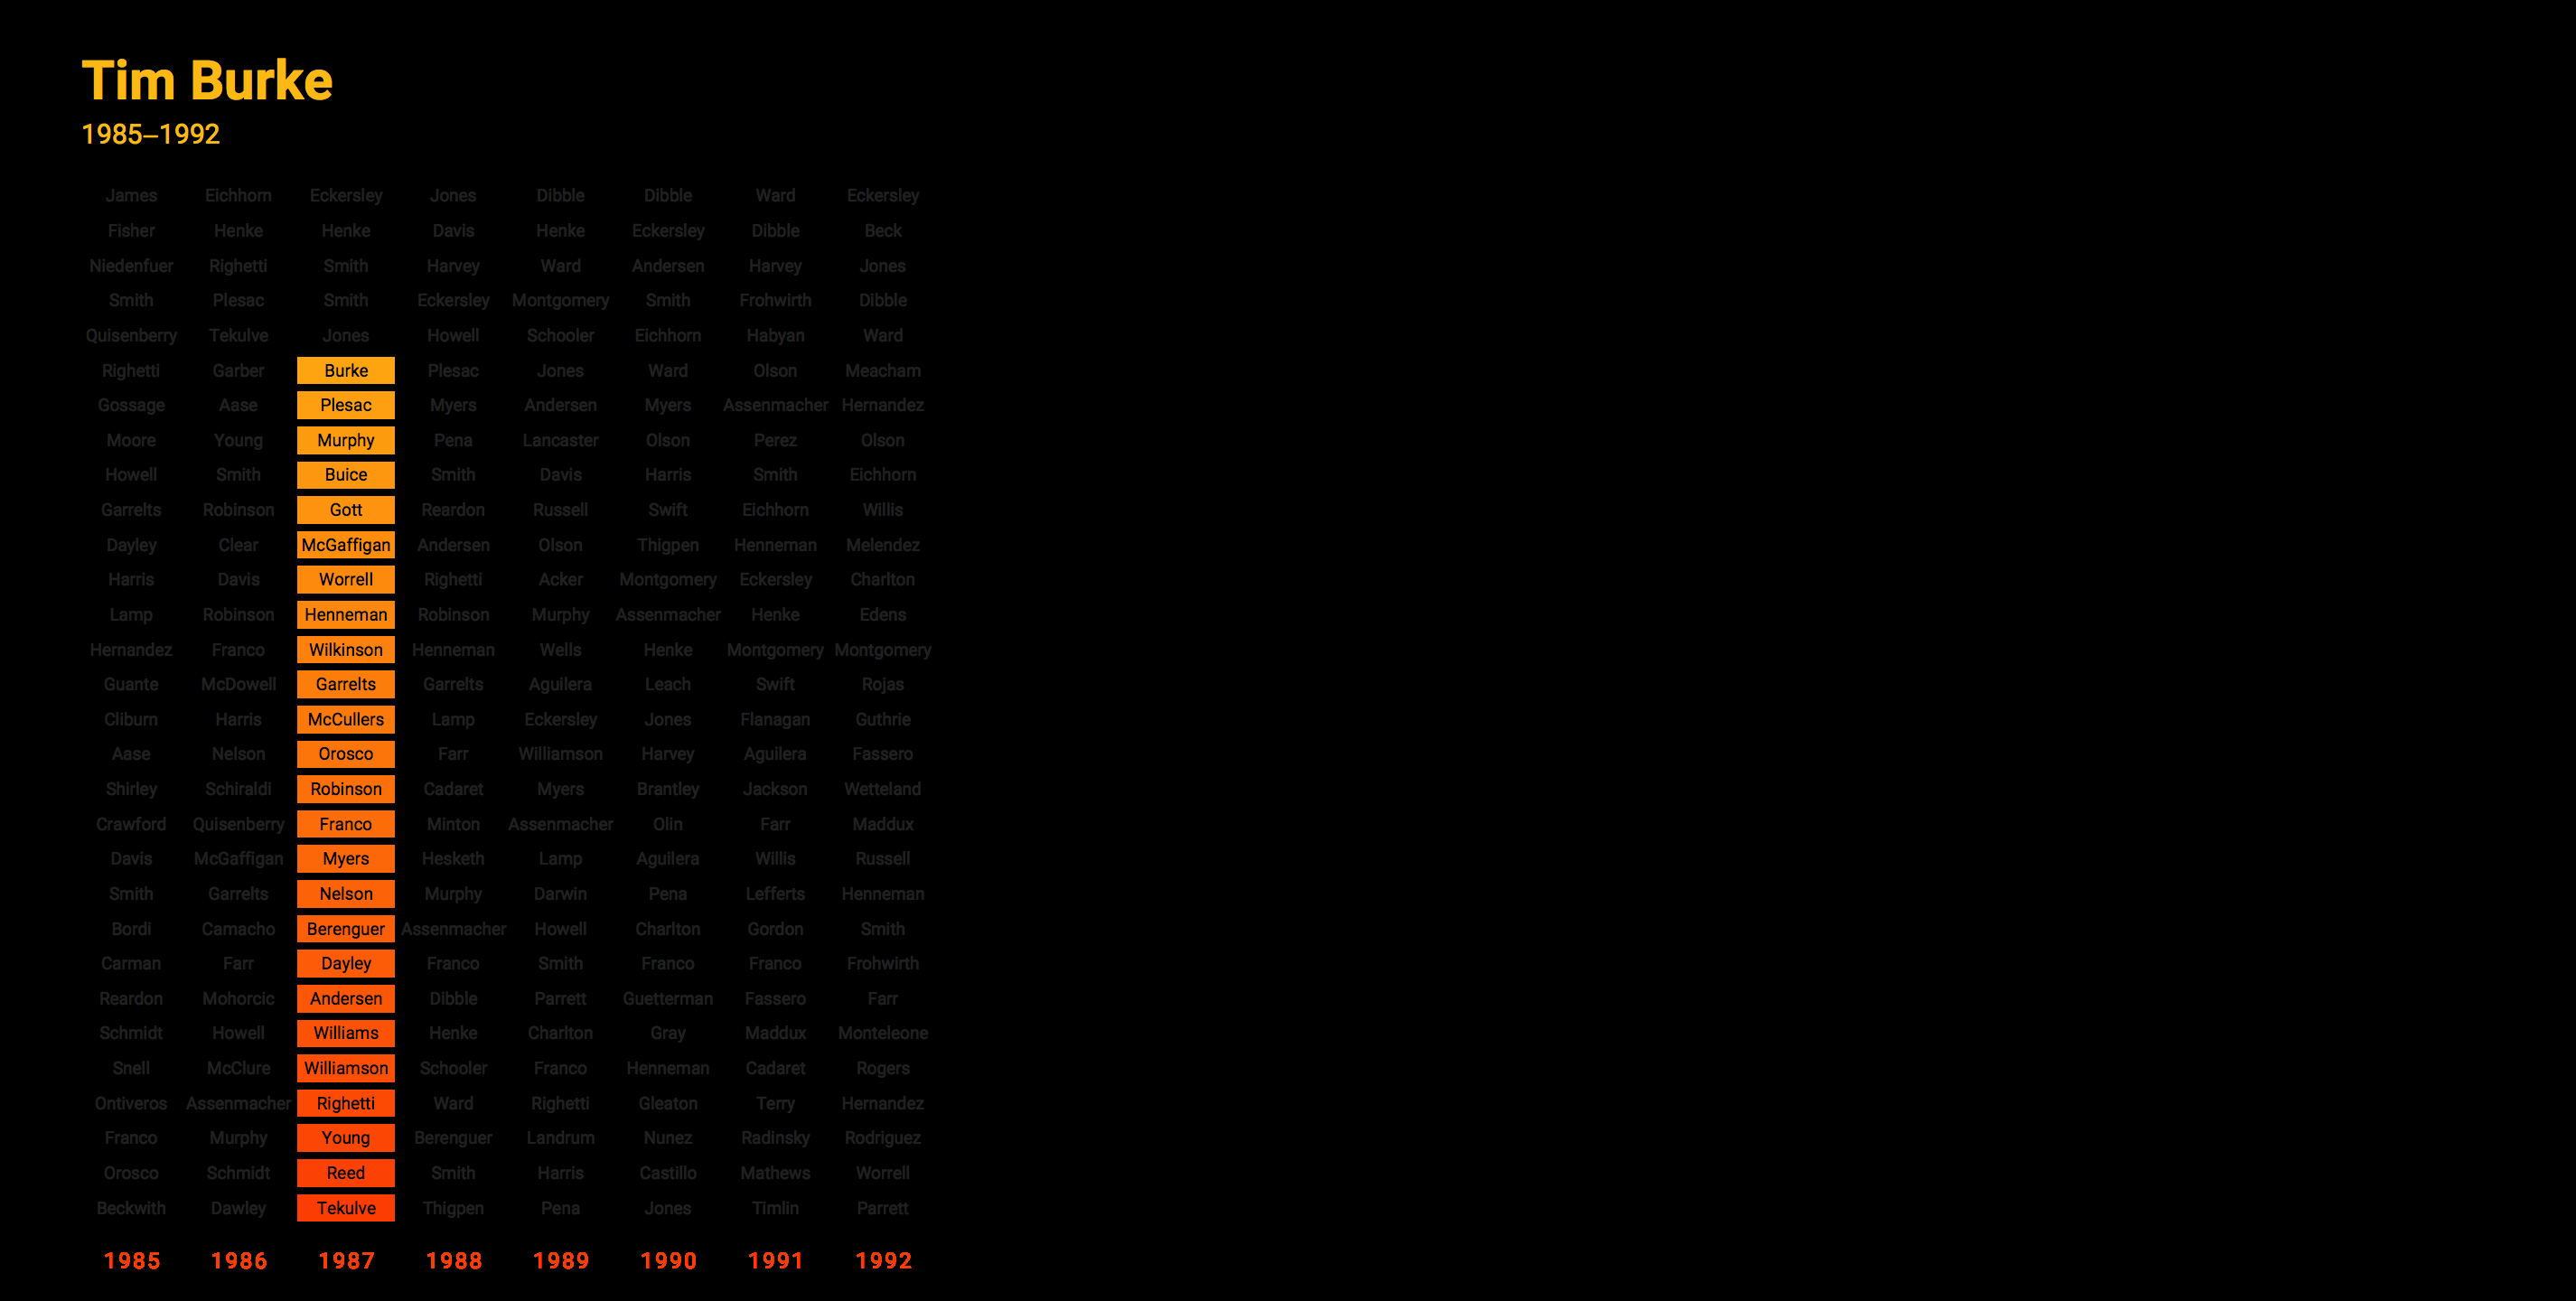 Tim Burke
1985–1992
James Eichhorn Eckersley Jones Dibble Dibble Ward Eckersley
Fisher Henke Henke Davis Henke Eckersley Dibble Beck
Niedenfuer Righetti Smith Harvey Ward Andersen Harvey Jones
Smith Plesac Smith Eckersley Montgomery Smith Frohwirth Dibble
Quisenberry Tekulve Jones Howell Schooler Eichhorn Habyan Ward
Righetti Garber Burke Plesac Jones Ward Olson Meacham
Gossage Aase Plesac Myers Andersen Myers Assenmacher Hernandez
Moore Young Murphy Pena Lancaster Olson Perez Olson
Howell Smith Buice Smith Davis Harris Smith Eichhorn
Garrelts Robinson Gott Reardon Russell Swift Eichhorn Willis
Dayley Clear McGaffigan Andersen Olson Thigpen Henneman Melendez
Harris Davis Worrell Righetti Acker Montgomery Eckersley Charlton
Lamp Robinson Henneman Robinson Murphy Assenmacher Henke Edens
Hernandez Franco Wilkinson Henneman Wells Henke Montgomery Montgomery
Guante McDowell Garrelts Garrelts Aguilera Leach Swift Rojas
Cliburn Harris McCullers Lamp Eckersley Jones Flanagan Guthrie
Aase Nelson Orosco Farr Williamson Harvey Aguilera Fassero
Shirley Schiraldi Robinson Cadaret Myers Brantley Jackson Wetteland
Crawford Quisenberry Franco Minton Assenmacher Olin Farr Maddux
Davis McGaffigan Myers Hesketh Lamp Aguilera Willis Russell
Smith Garrelts Nelson Murphy Darwin Pena Lefferts Henneman
Bordi Camacho Berenguer Assenmacher Howell Charlton Gordon Smith
Carman Farr Dayley Franco Smith Franco Franco Frohwirth
Reardon Mohorcic Andersen Dibble Parrett Guetterman Fassero Farr
Schmidt Howell Williams Henke Charlton Gray Maddux Monteleone
Snell McClure Williamson Schooler Franco Henneman Cadaret Rogers
Ontiveros Assenmacher Righetti Ward Righetti Gleaton Terry Hernandez
Franco Murphy Young Berenguer Landrum Nunez Radinsky Rodriguez
Orosco Schmidt Reed Smith Harris Castillo Mathews Worrell
Beckwith Dawley Tekulve Thigpen Pena Jones Timlin Parrett
1985 1986 1987 1988 1989 1990 1991 1992